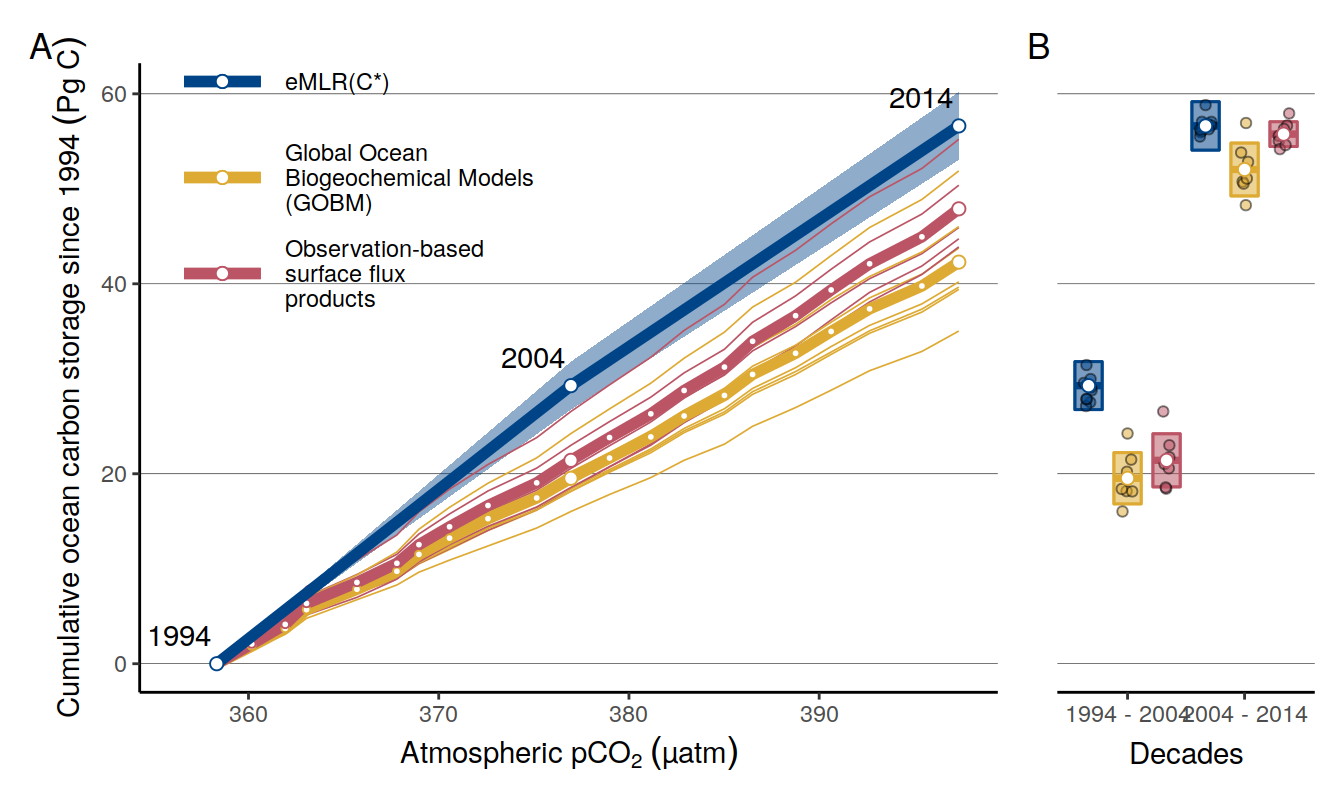 A
B
Cumulative ocean carbon storage since 1994 (Pg C)
60
40
20
0
eMLR(C*)
Global Ocean
Biogeochemical Models
(GOBM)
Observation-based
surface flux
products
2014
2004
1994
360
370
380
390
Atmospheric pCO₂ (µatm)
1994 - 2004
2004 - 2014
Decades